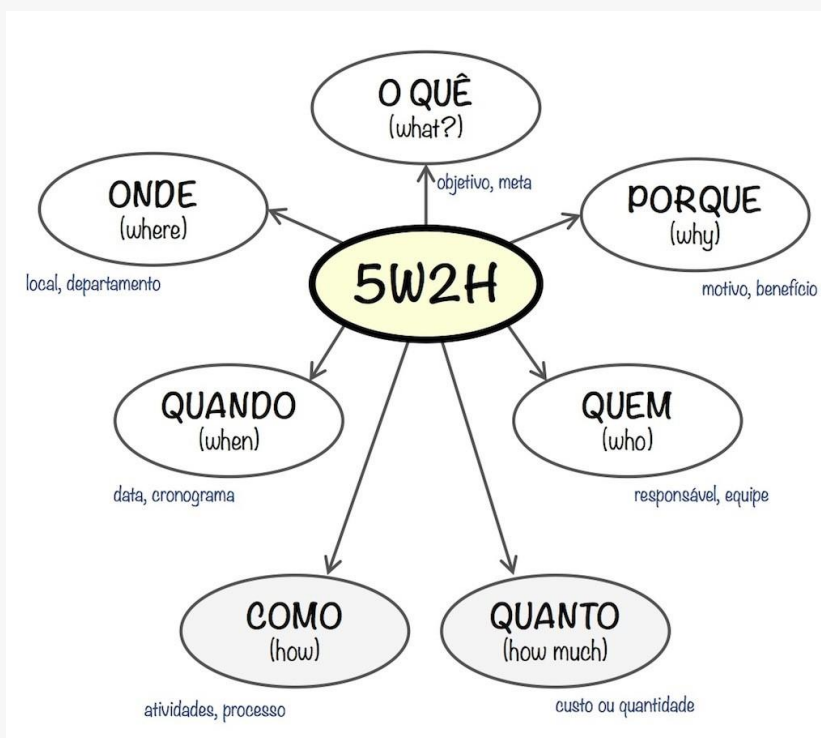 O QUÊ
(what?)
objetivo, meta
ONDE
(where)
local, departamento
PORQUE
(why)
motivo, benefício
5W2H
QUANDO
(when)
data, cronograma
QUEM
(who)
responsável, equipe
COMO
(how)
atividades, processo
QUANTO
(how much)
custo ou quantidade